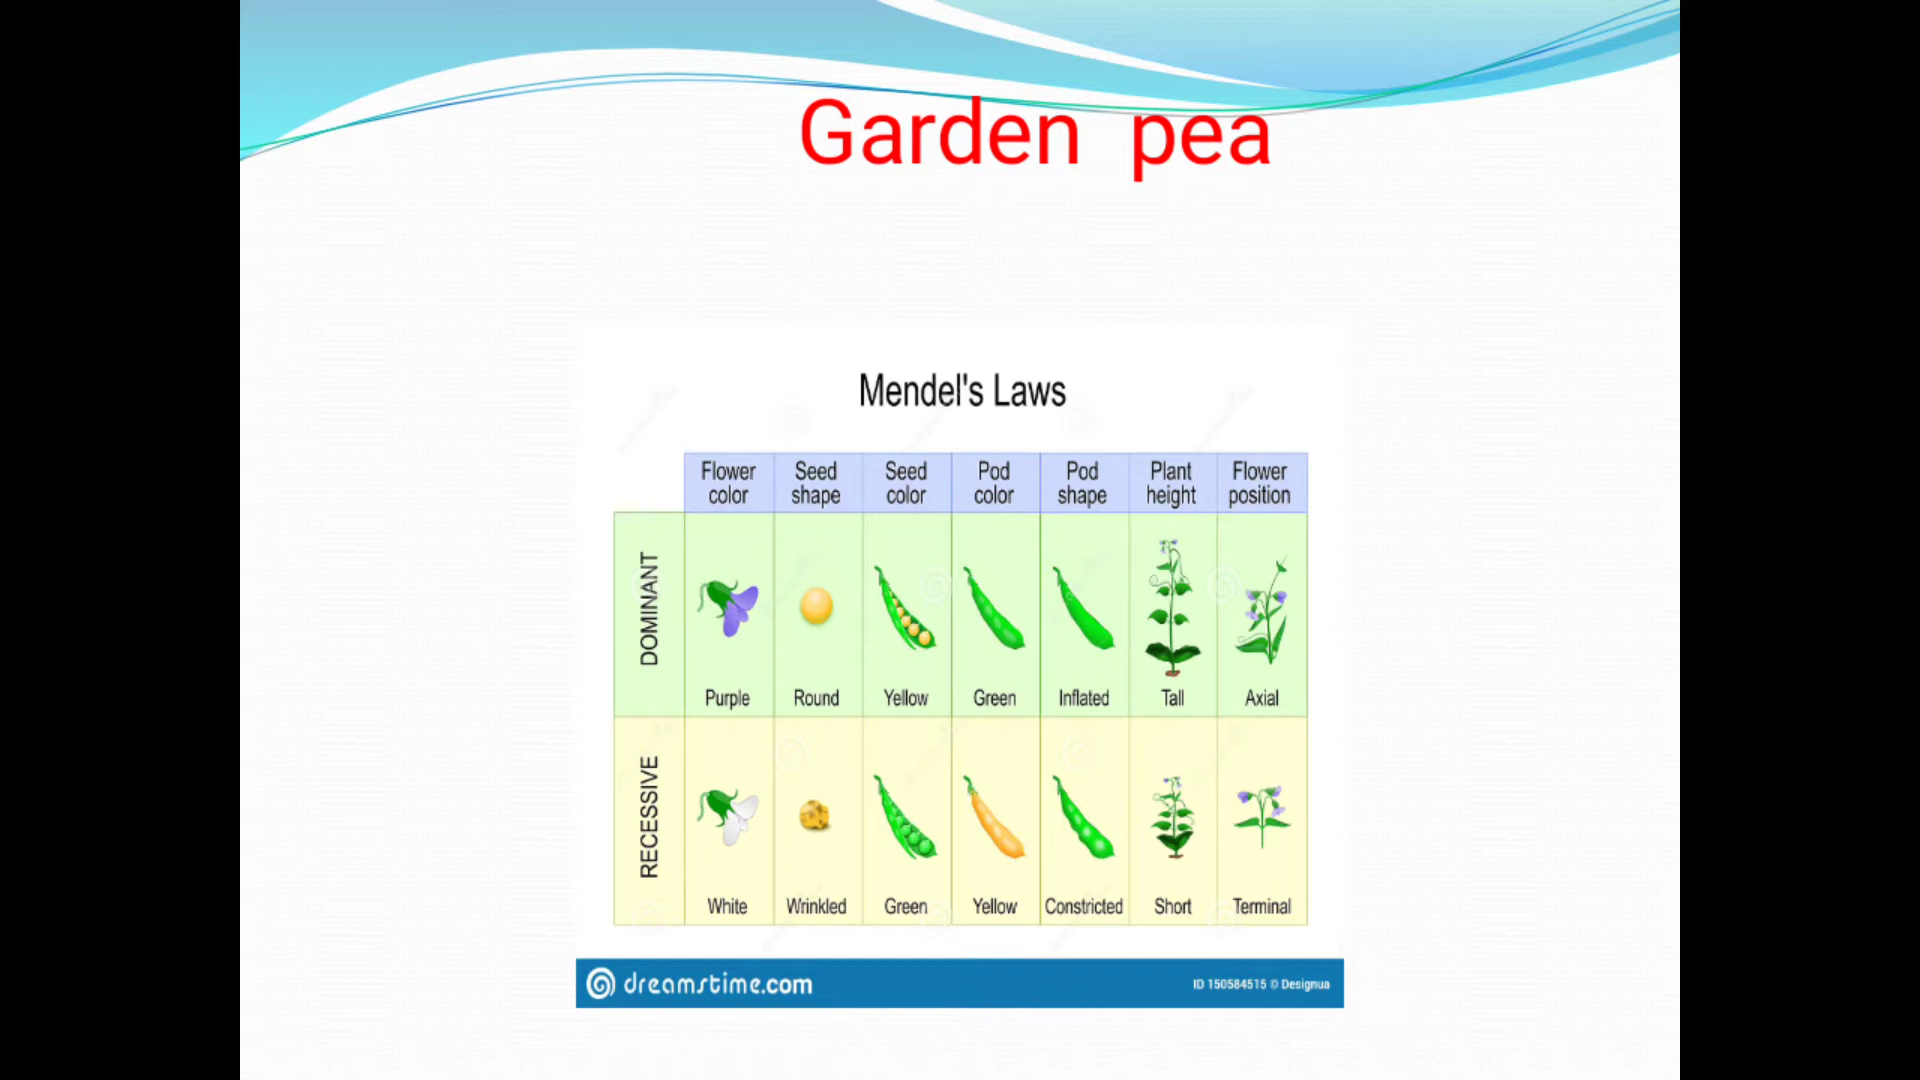 Garden pea
Mendel's Laws
Flower color
Seed shape
Seed color
Pod color
Pod shape
Plant height
Flower position
DOMINANT
Purple
Round
Yellow
Green
Inflated
Tall
Axial
RECESSIVE
White
Wrinkled
Green
Yellow
Constricted
Short
Terminal
dreamstime.com
ID 150584515 © Designua